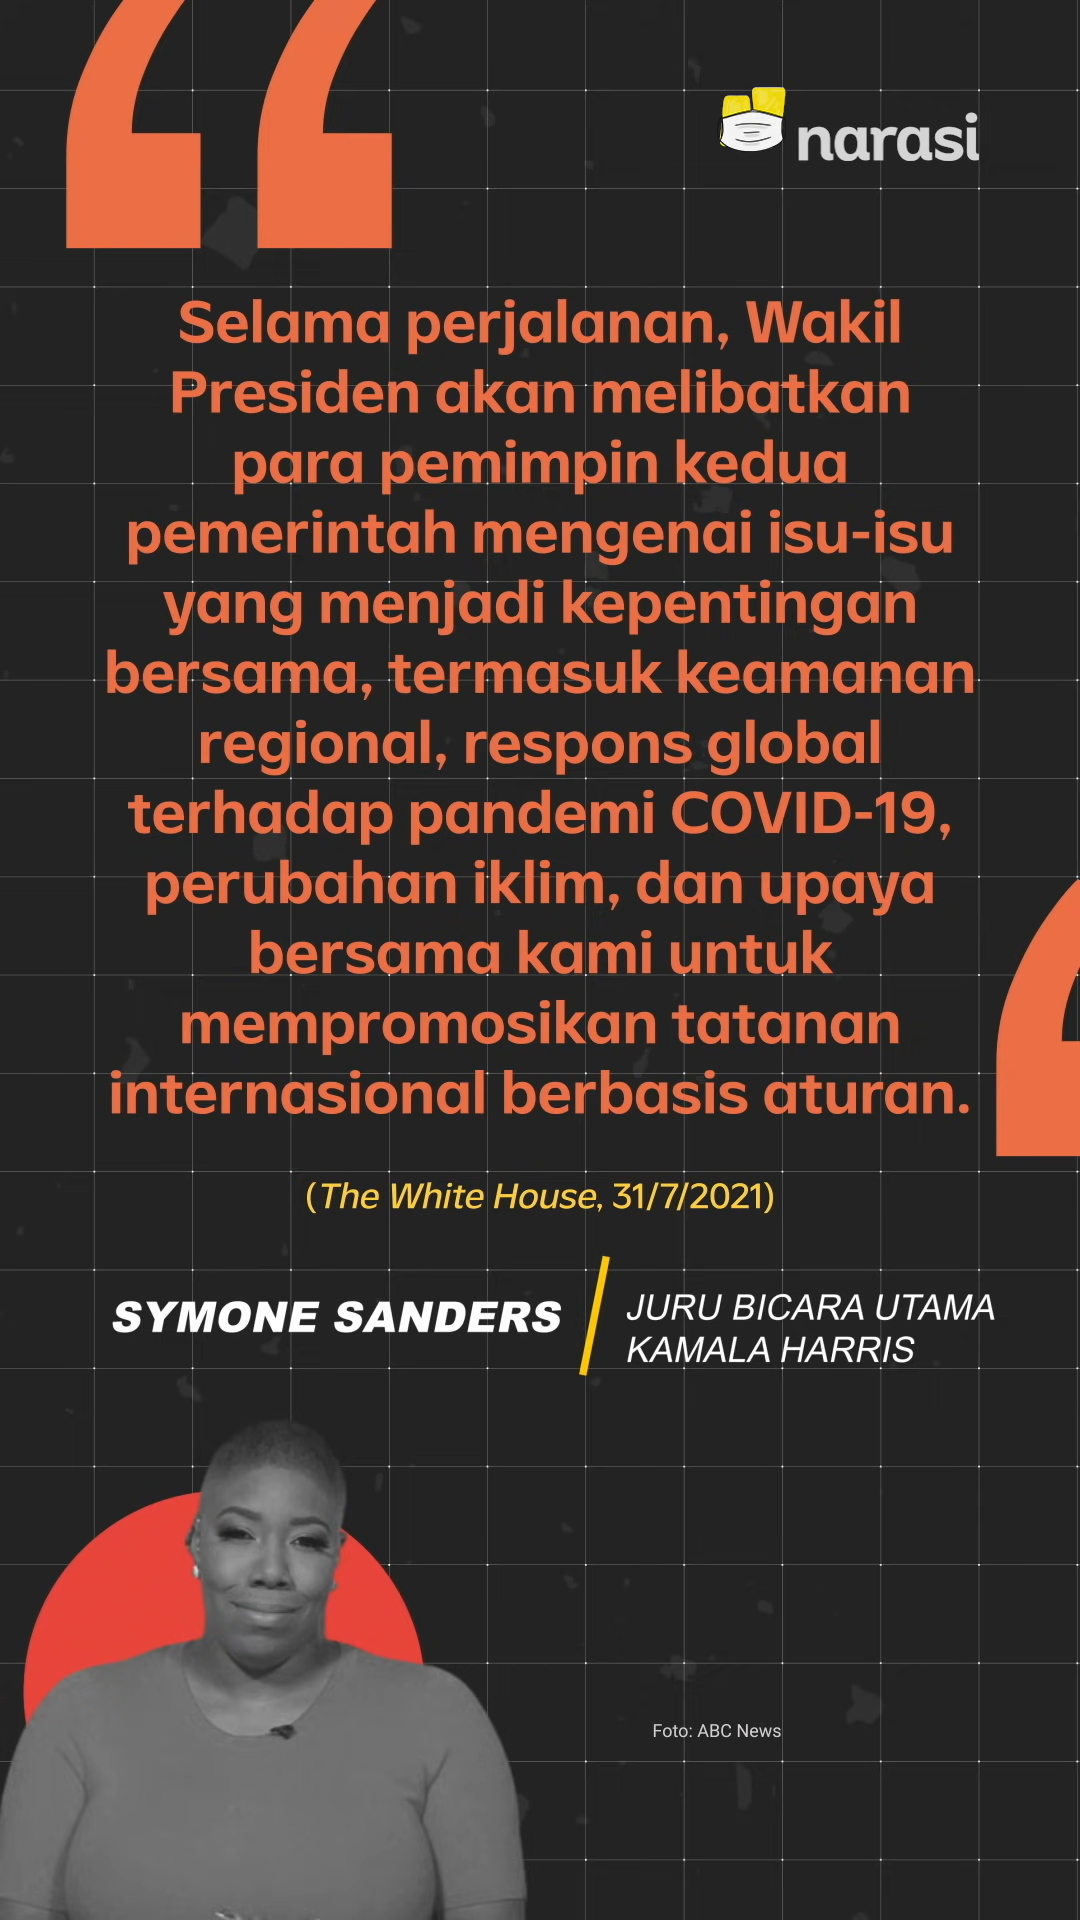 narasi
Selama perjalanan, Wakil
Presiden akan melibatkan
para pemimpin kedua
pemerintah mengenai isu-isu
yang menjadi kepentingan
bersama, termasuk keamanan
regional, respons global
terhadap pandemi COVID-19,
perubahan iklim, dan upaya
bersama kami untuk
mempromosikan tatanan
internasional berbasis aturan.
(The White House, 31/7/2021)
SYMONE SANDERS
JURU BICARA UTAMA
KAMALA HARRIS
Foto: ABC News